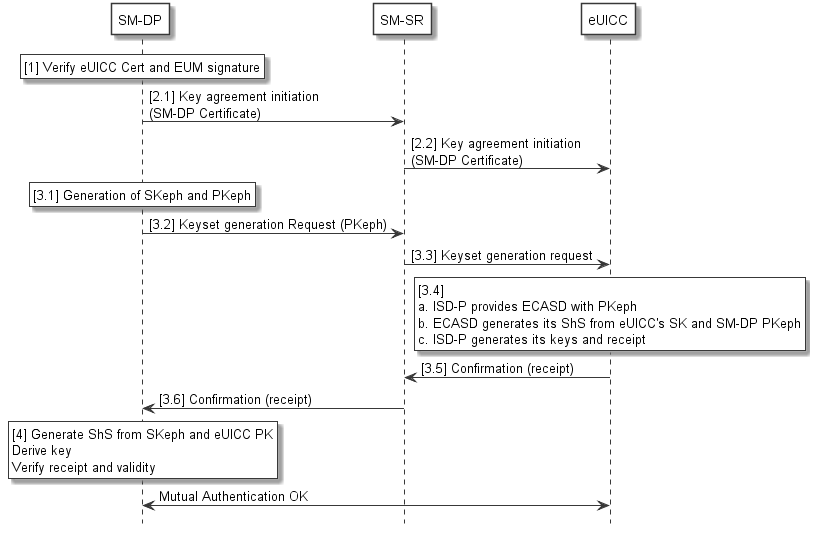 SM-DP
SM-SR
eUICC
[1] Verify eUICC Cert and EUM signature
[2.1] Key agreement initiation
(SM-DP Certificate)
[2.2] Key agreement initiation
(SM-DP Certificate)
[3.1] Generation of SKeph and PKeph
[3.2] Keyset generation Request (PKeph)
[3.3] Keyset generation request
[3.4]
a. ISD-P provides ECASD with PKeph
b. ECASD generates its ShS from eUICC's SK and SM-DP PKeph
c. ISD-P generates its keys and receipt
[3.5] Confirmation (receipt)
[3.6] Confirmation (receipt)
[4] Generate ShS from SKeph and eUICC PK
Derive key
Verify receipt and validity
Mutual Authentication OK